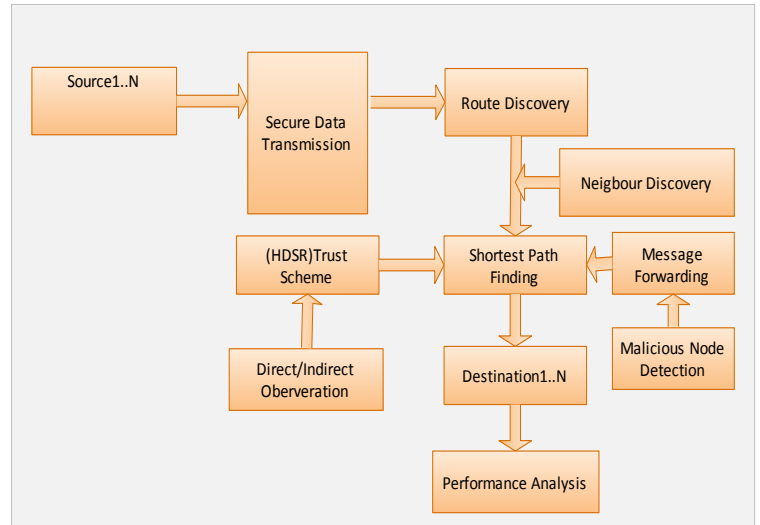 Source1..N
Secure Data
Transmission
Route Discovery
Neigbour Discovery
(HDSR)Trust
Scheme
Shortest Path
Finding
Message
Forwarding
Direct/Indirect
Oberveration
Destination1..N
Malicious Node
Detection
Performance Analysis